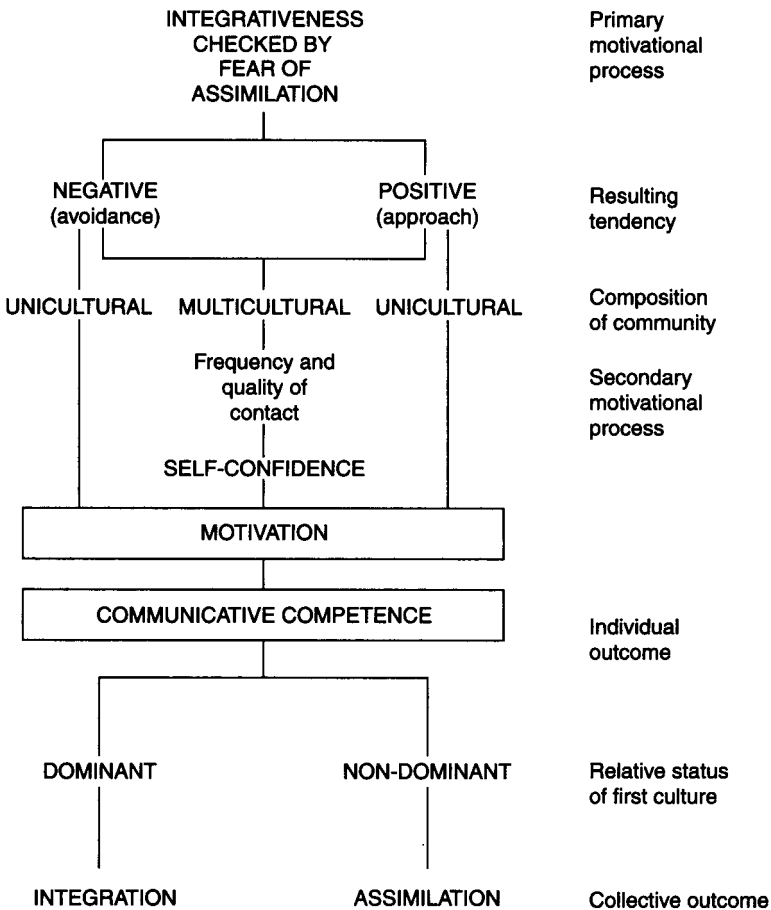 INTEGRATIVENESS
CHECKED BY
FEAR OF
ASSIMILATION
Primary
motivational
process
NEGATIVE
(avoidance)
POSITIVE
(approach)
Resulting
tendency
UNICULTURAL
MULTICULTURAL
UNICULTURAL
Composition
of community
Frequency and
quality of
contact
Secondary
motivational
process
SELF-CONFIDENCE
MOTIVATION
COMMUNICATIVE COMPETENCE
Individual
outcome
DOMINANT
NON-DOMINANT
Relative status
of first culture
INTEGRATION
ASSIMILATION
Collective outcome